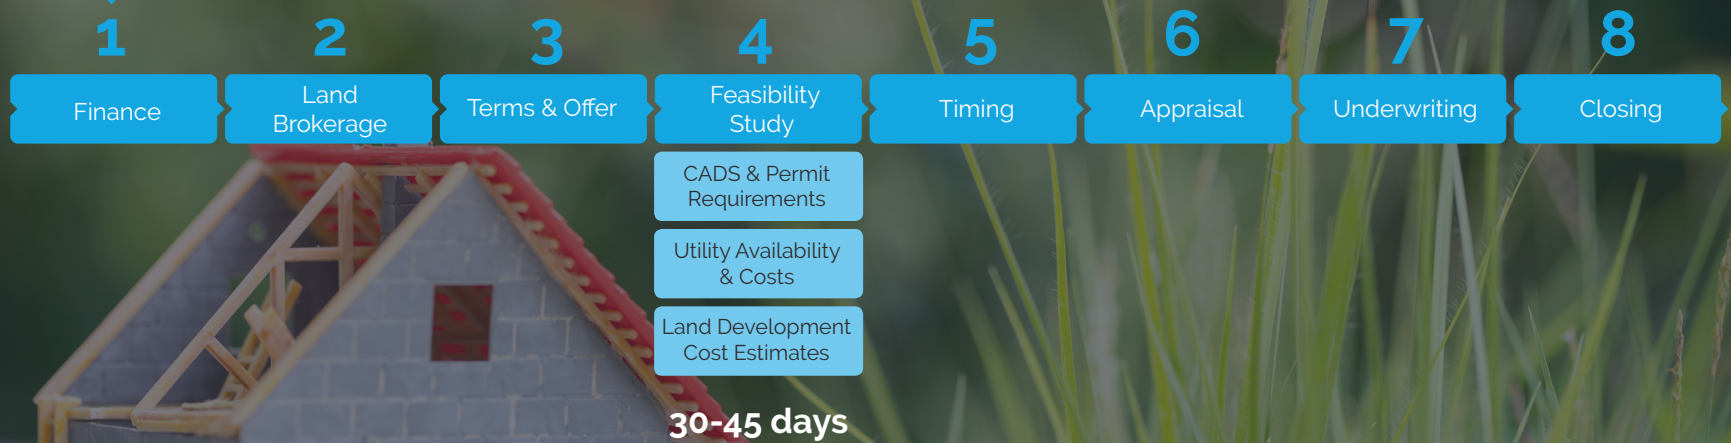 1 2 3 4 5 6 7 8
Finance
Land
Brokerage
Terms & Offer
Feasibility
Study
Timing
Appraisal
Underwriting
Closing
CADS & Permit
Requirements
Utility Availability
& Costs
Land Development
Cost Estimates
30-45 days